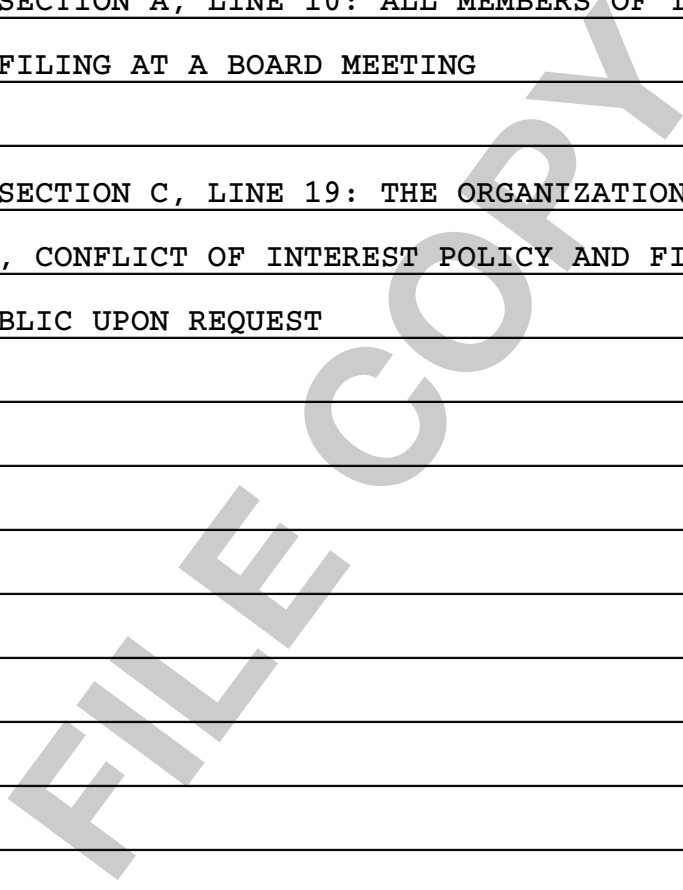 SECTION A, LINE 10: ALL MEMBERS OF
FILING AT A BOARD MEETING
SECTION C, LINE 19: THE ORGANIZATION
, CONFLICT OF INTEREST POLICY AND FI
BLIC UPON REQUEST
FILE COPY